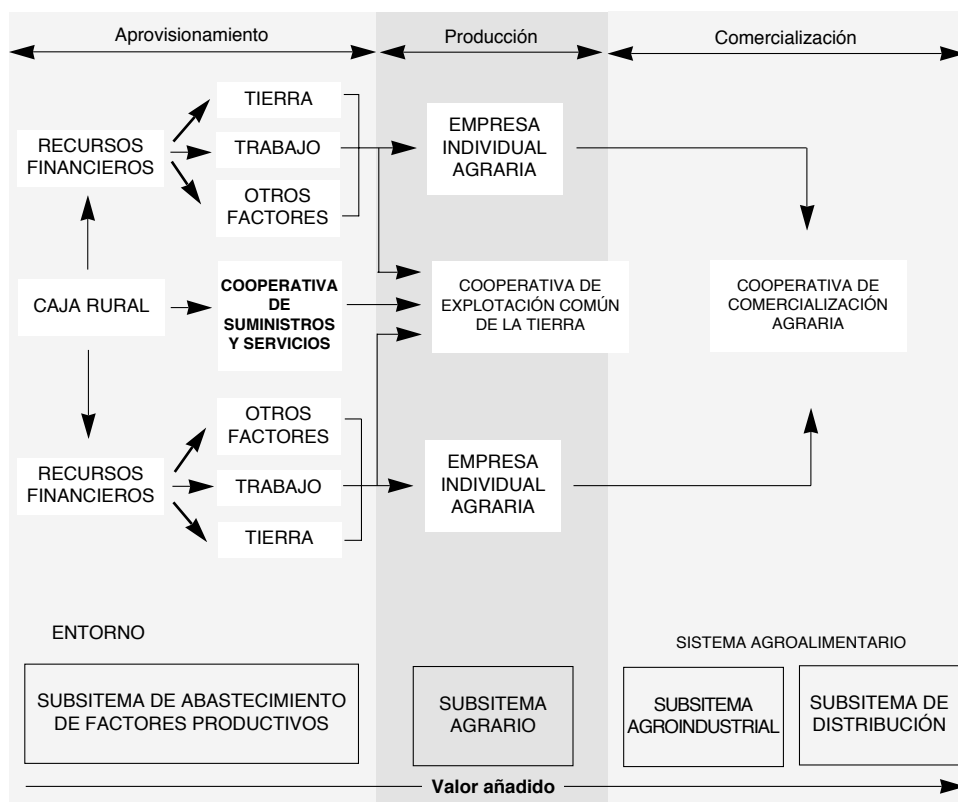 Aprovisionamiento
Producción
Comercialización
TIERRA
RECURSOS
FINANCIEROS
TRABAJO
OTROS
FACTORES
EMPRESA
INDIVIDUAL
AGRARIA
CAJA RURAL
COOPERATIVA
DE
SUMINISTROS
Y SERVICIOS
COOPERATIVA DE
EXPLOTACIÓN COMÚN
DE LA TIERRA
COOPERATIVA DE
COMERCIALIZACIÓN
AGRARIA
OTROS
FACTORES
RECURSOS
FINANCIEROS
TRABAJO
TIERRA
EMPRESA
INDIVIDUAL
AGRARIA
ENTORNO
SISTEMA AGROALIMENTARIO
SUBSITEMA DE ABASTECIMIENTO
DE FACTORES PRODUCTIVOS
SUBSITEMA
AGRARIO
SUBSITEMA
AGROINDUSTRIAL
SUBSITEMA DE
DISTRIBUCIÓN
Valor añadido